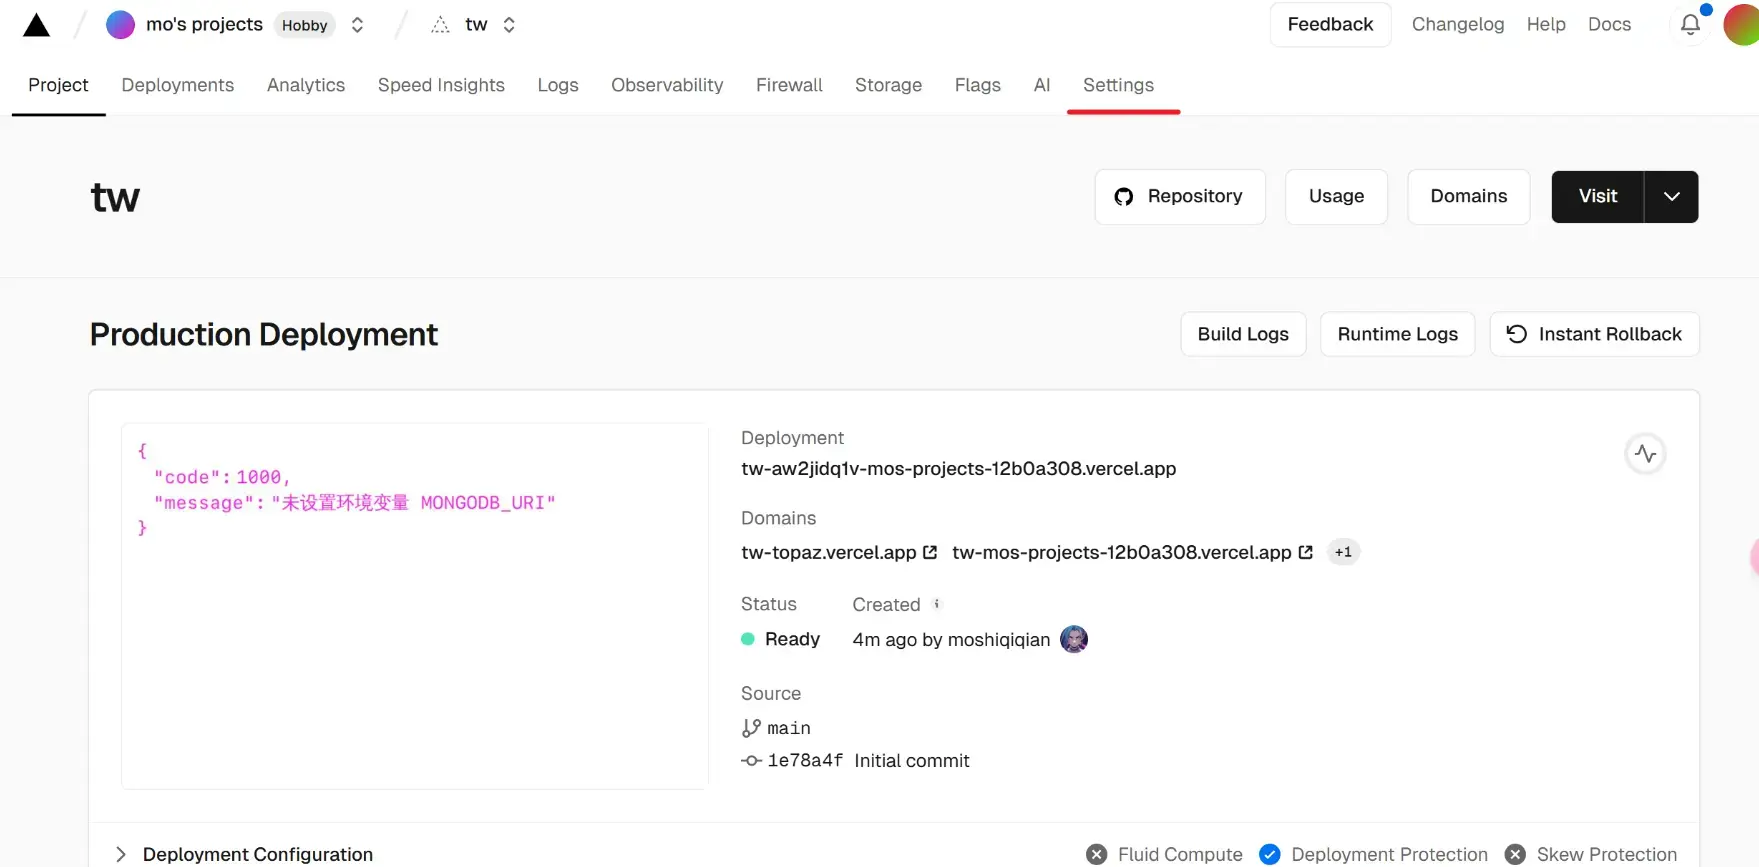 mo's projects Hobby tw Feedback Changelog Help Docs
Project Deployments Analytics Speed Insights Logs Observability Firewall Storage Flags AI Settings
tw Repository Usage Domains Visit
Production Deployment Build Logs Runtime Logs Instant Rollback
{
"code": 1000,
"message": "未设置环境变量 MONGODB_URI"
}
Deployment
tw-aw2jidq1v-mos-projects-12b0a308.vercel.app
Domains
tw-topaz.vercel.app tw-mos-projects-12b0a308.vercel.app +1
Status Created
Ready 4m ago by moshiqiqian
Source
main
1e78a4f Initial commit
Deployment Configuration Fluid Compute Deployment Protection Skew Protection